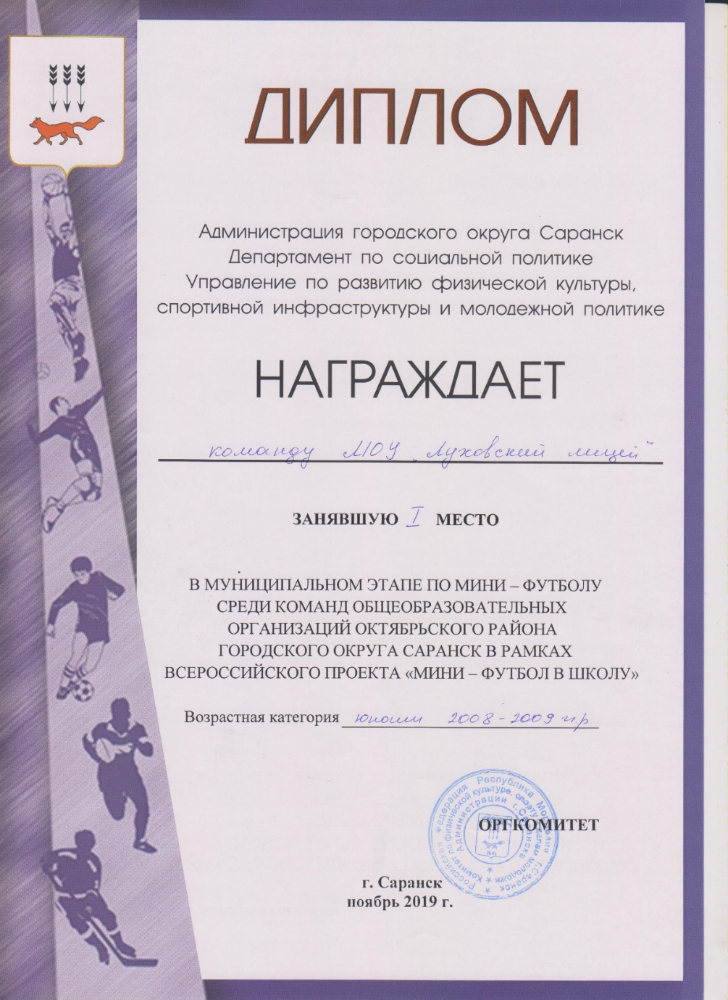 ДИПЛОМ
Администрация городского округа Саранск
Департамент по социальной политике
Управление по развитию физической культуры,
спортивной инфраструктуры и молодежной политике
НАГРАЖДАЕТ
команду МОУ „Луховский лицей"
ЗАНЯВШУЮ I МЕСТО
В МУНИЦИПАЛЬНОМ ЭТАПЕ ПО МИНИ – ФУТБОЛУ
СРЕДИ КОМАНД ОБЩЕОБРАЗОВАТЕЛЬНЫХ
ОРГАНИЗАЦИЙ ОКТЯБРЬСКОГО РАЙОНА
ГОРОДСКОГО ОКРУГА САРАНСК В РАМКАХ
ВСЕРОССИЙСКОГО ПРОЕКТА «МИНИ – ФУТБОЛ В ШКОЛУ»
Возрастная категория юноши 2008-2009 г.р
Российская Федерация Республика Мордовия г.Саранск
Комитет по физической культуре, спорту
Администрации г.Саранска
ОРГКОМИТЕТ
г. Саранск
ноябрь 2019 г.